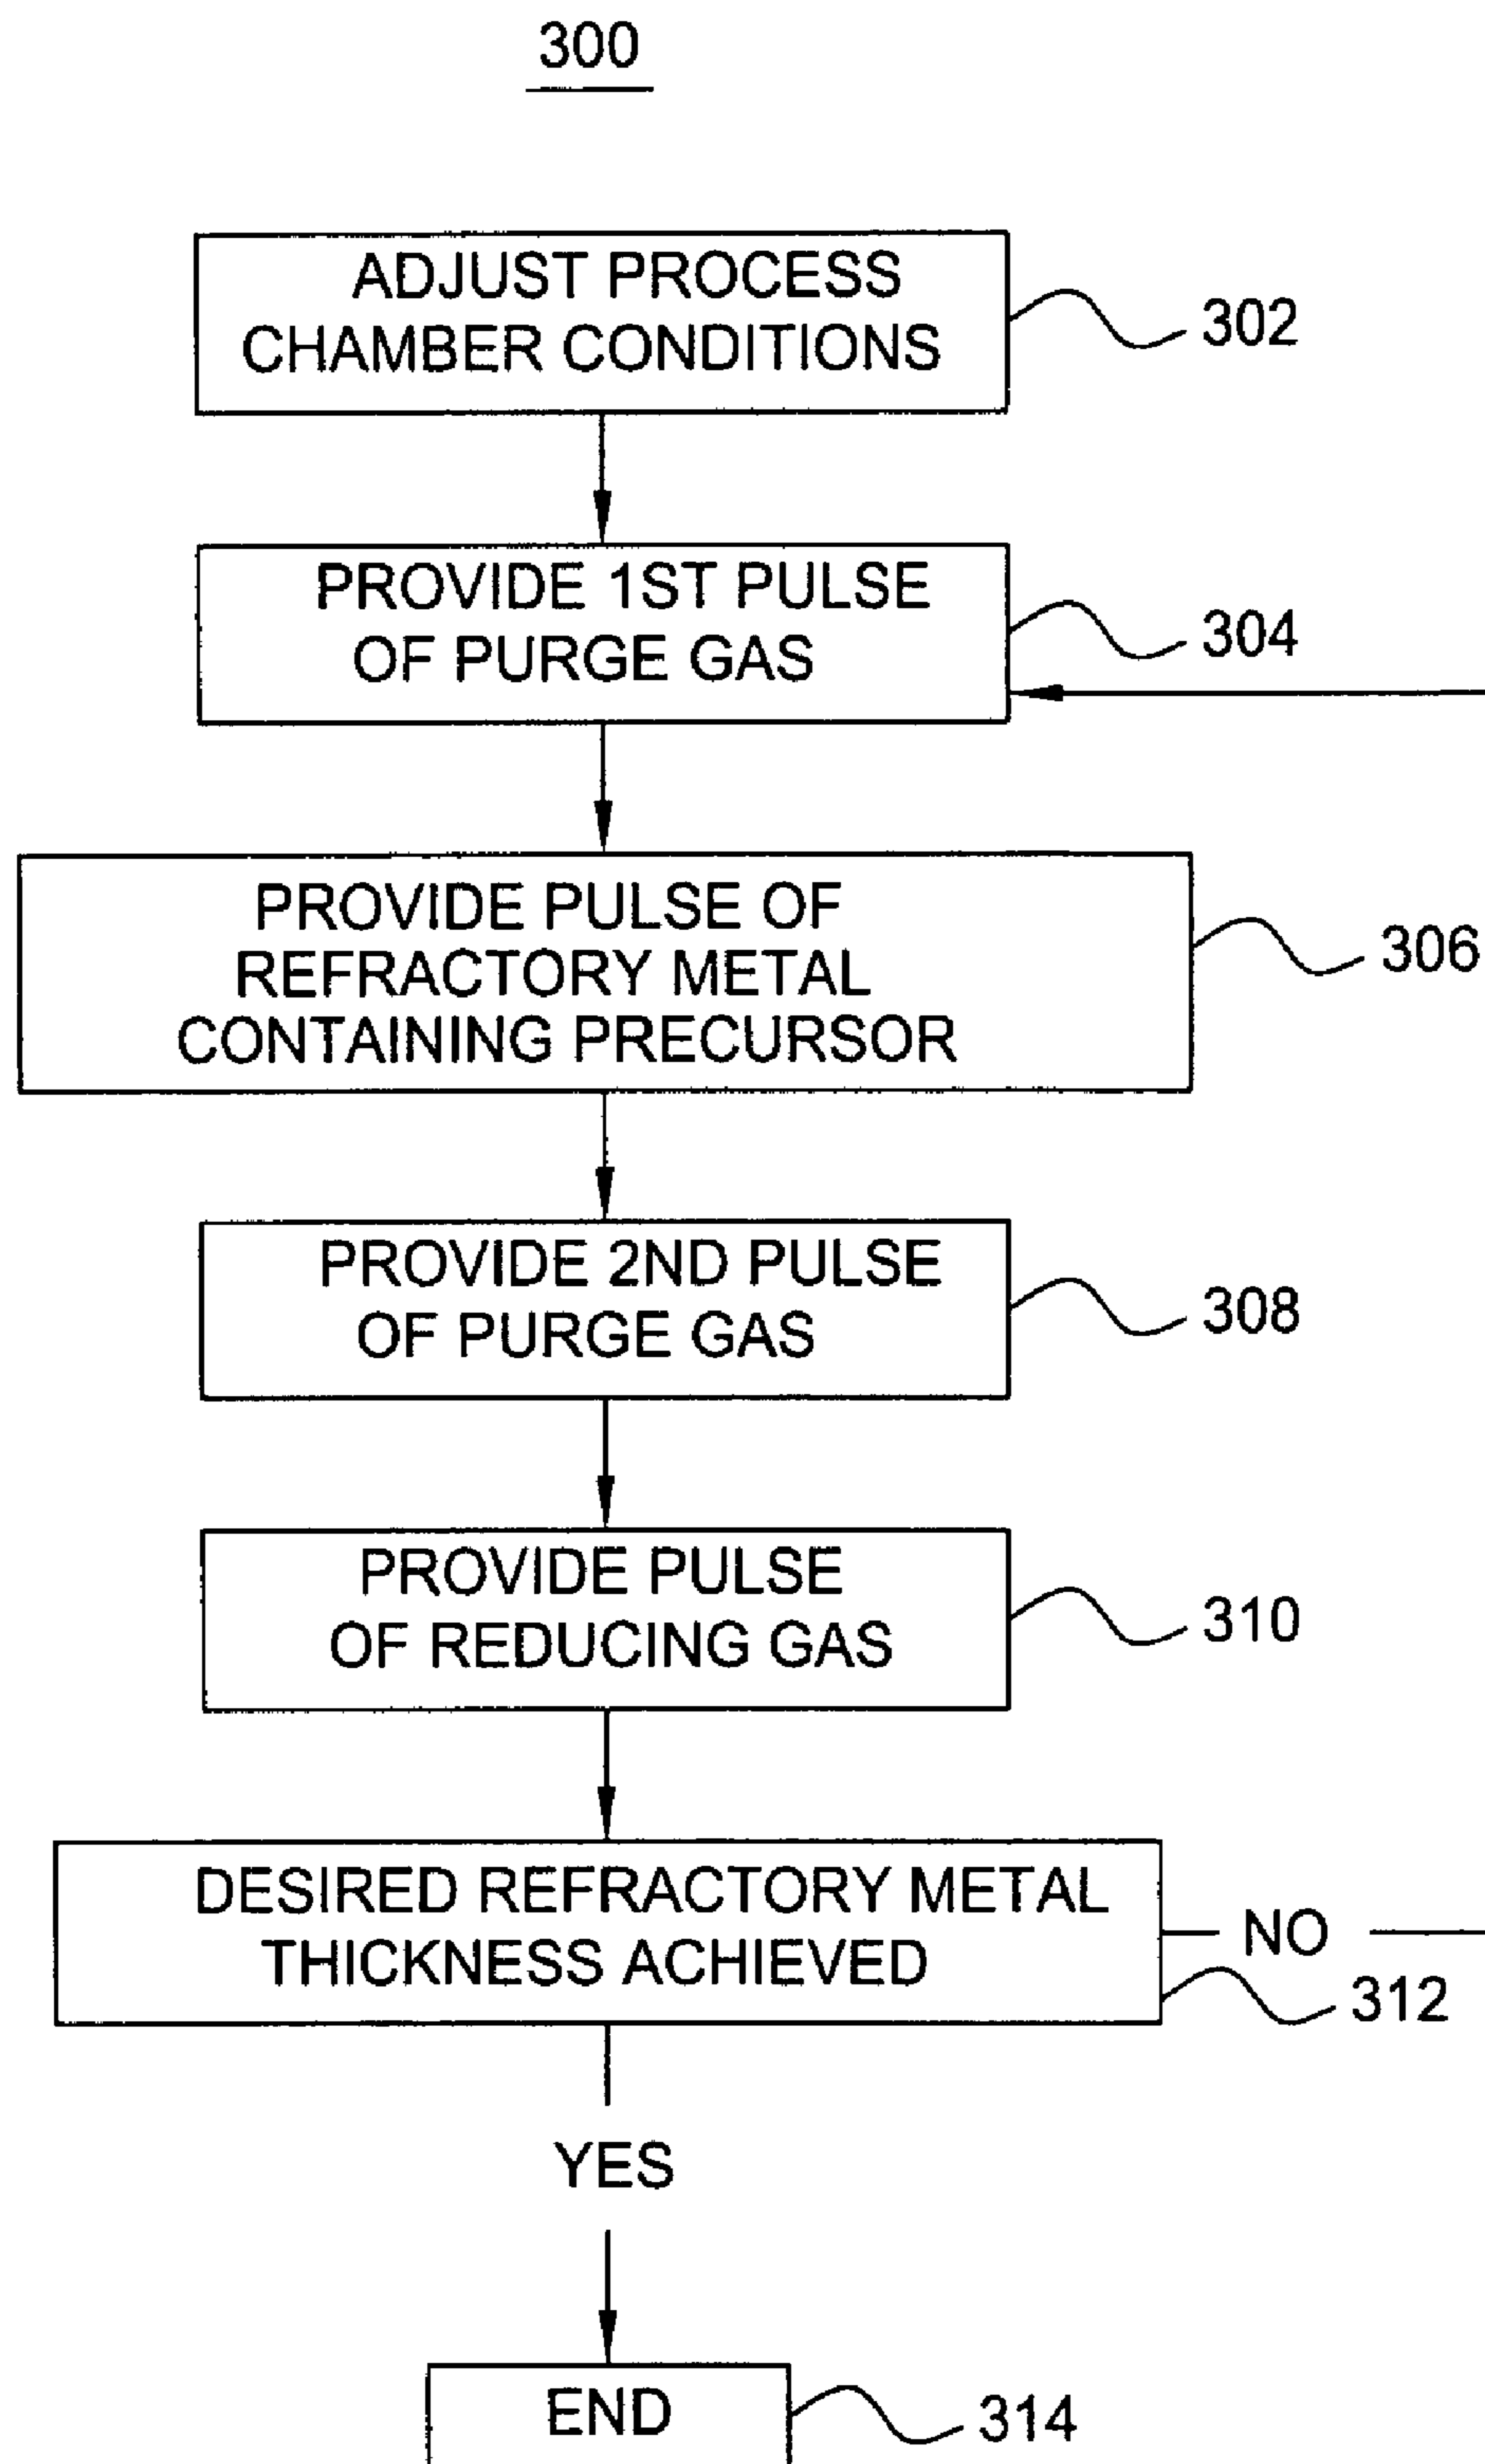 300
ADJUST PROCESS
CHAMBER CONDITIONS
302
PROVIDE 1ST PULSE
OF PURGE GAS
304
PROVIDE PULSE OF
REFRACTORY METAL
CONTAINING PRECURSOR
306
PROVIDE 2ND PULSE
OF PURGE GAS
308
PROVIDE PULSE
OF REDUCING GAS
310
DESIRED REFRACTORY METAL
THICKNESS ACHIEVED
NO
312
YES
END
314